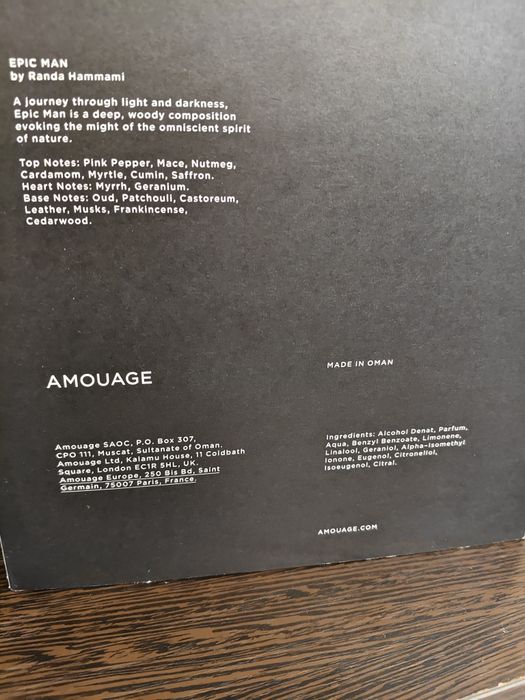 EPIC MAN
by Randa Hammami
A journey through light and darkness,
Epic Man is a deep, woody composition
evoking the might of the omniscient spirit
of nature.
Top Notes: Pink Pepper, Mace, Nutmeg,
Cardamom, Myrtle, Cumin, Saffron.
Heart Notes: Myrrh, Geranium.
Base Notes: Oud, Patchouli, Castoreum,
Leather, Musks, Frankincense,
Cedarwood.
AMOUAGE
MADE IN OMAN
Amouage SAOC, P.O. Box 307,
CPO 111, Muscat, Sultanate of Oman.
Amouage Ltd, Kalamu House, 11 Coldbath
Square, London EC1R 5HL, UK.
Amouage Europe, 250 Bis Bd, Saint
Germain, 75007 Paris, France.
Ingredients: Alcohol Denat, Parfum,
Aqua, Benzyl Benzoate, Limonene,
Linalool, Geraniol, Alpha-Isomethyl
Ionone, Eugenol, Citronellol,
Isoeugenol, Citral.
AMOUAGE.COM